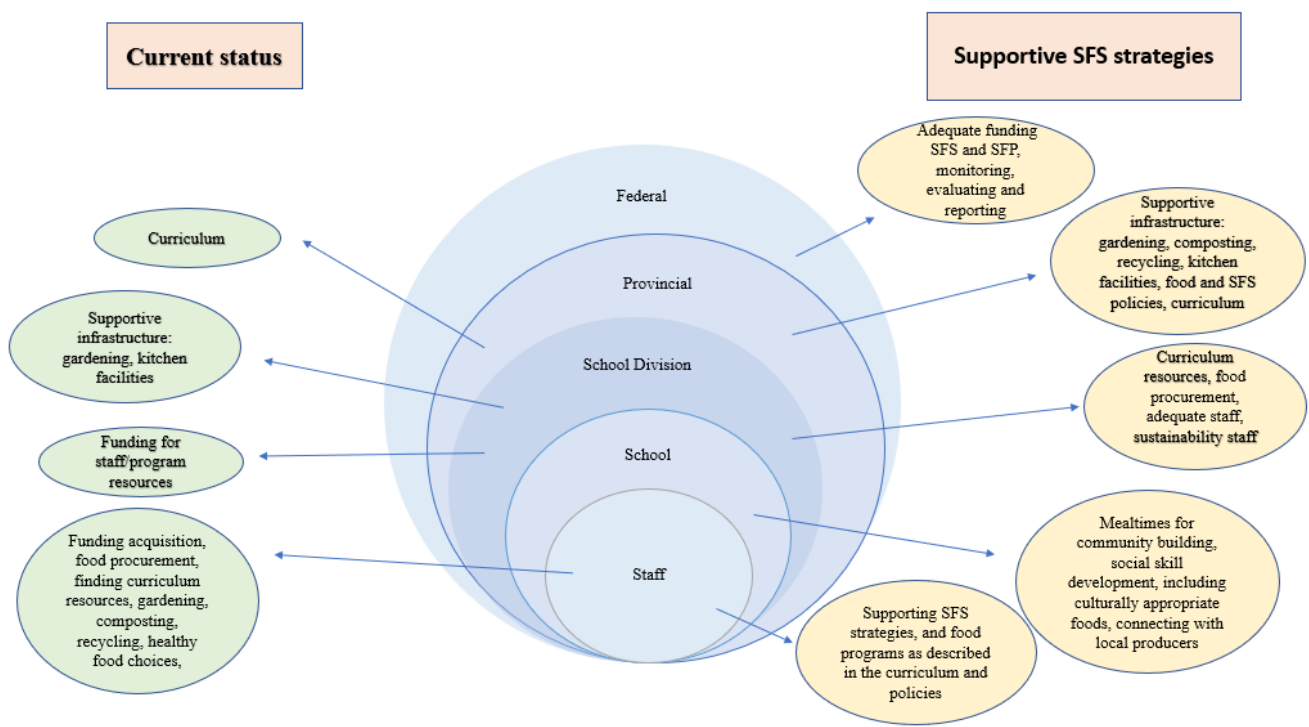 Current status
Supportive SFS strategies
Federal
Provincial
School Division
School
Staff
Curriculum
Supportive
infrastructure:
gardening, kitchen
facilities
Funding for
staff/program
resources
Funding acquisition,
food procurement,
finding curriculum
resources, gardening,
composting,
recycling, healthy
food choices,
Adequate funding
SFS and SFP,
monitoring,
evaluating and
reporting
Supportive
infrastructure:
gardening, composting,
recycling, kitchen
facilities, food and SFS
policies, curriculum
Curriculum
resources, food
procurement,
adequate staff,
sustainability staff
Mealtimes for
community building,
social skill
development, including
culturally appropriate
foods, connecting with
local producers
Supporting SFS
strategies, and food
programs as described
in the curriculum and
policies